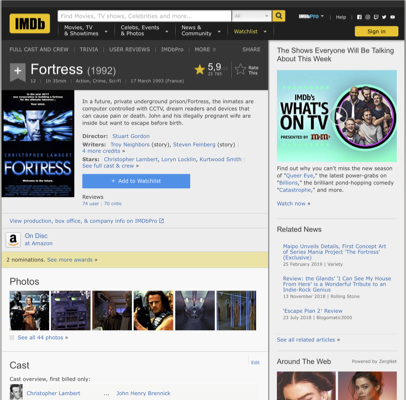 IMDb
Find Movies, TV shows, Celebrities and more...
All
IMDbPro
Help
Movies, TV & Showtimes
Celebs, Events & Photos
News & Community
Watchlist
Sign in
FULL CAST AND CREW | TRIVIA | USER REVIEWS | IMDbPro | MORE
SHARE
Fortress (1992)
5,9
Rate This
12 | 1h 35min | Action, Crime, Sci-Fi | 17 March 1993 (France)
CHRISTOPHER LAMBERT
FORTRESS
In a future, private underground prison/Fortress, the inmates are
computer controlled with CCTV, dream readers and devices that
can cause pain or death. John and his illegally pregnant wife are
inside but want to escape before birth.
Director: Stuart Gordon
Writers: Troy Neighbors (story), Steven Feinberg (story) |
4 more credits »
Stars: Christopher Lambert, Loryn Locklin, Kurtwood Smith |
See full cast & crew »
+ Add to Watchlist
Reviews
74 user | 70 critic
View production, box office, & company info on IMDbPro
a
On Disc
at Amazon
2 nominations. See more awards »
Photos
See all 44 photos »
Cast
Edit
Cast overview, first billed only:
Christopher Lambert ... John Henry Brennick
The Shows Everyone Will Be Talking
About This Week
IMDb's
WHAT'S ON
TV
PRESENTED BY
Find out why you can't miss the new season
of "Queer Eye," the latest power-grabs on
"Billions," the brilliant pond-hopping comedy
"Catastrophe," and more.
Watch now »
Related News
Maipo Unveils Details, First Concept Art
of Series Mania Project 'The Fortress'
(Exclusive)
25 February 2019 | Variety
Review: the Glands' 'I Can See My House
From Here' is a Wonderful Tribute to an
Indie-Rock Genius
13 November 2018 | Rolling Stone
'Escape Plan 2' Review
23 July 2018 | Blogomatic3000
See all related articles »
Around The Web
Powered by ZergNet